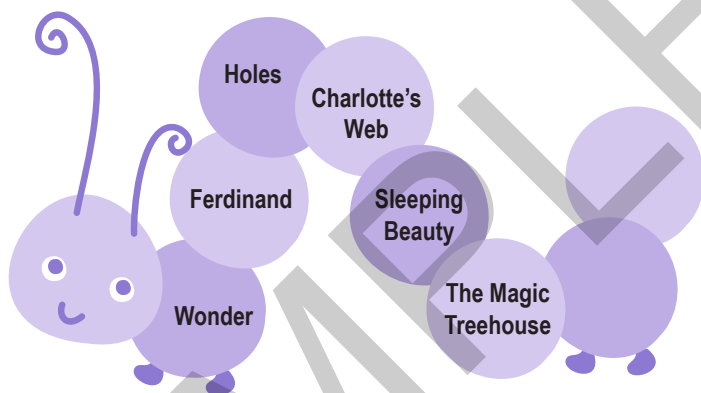 Holes
Charlotte's
Web
Ferdinand
Sleeping
Beauty
Wonder
The Magic
Treehouse